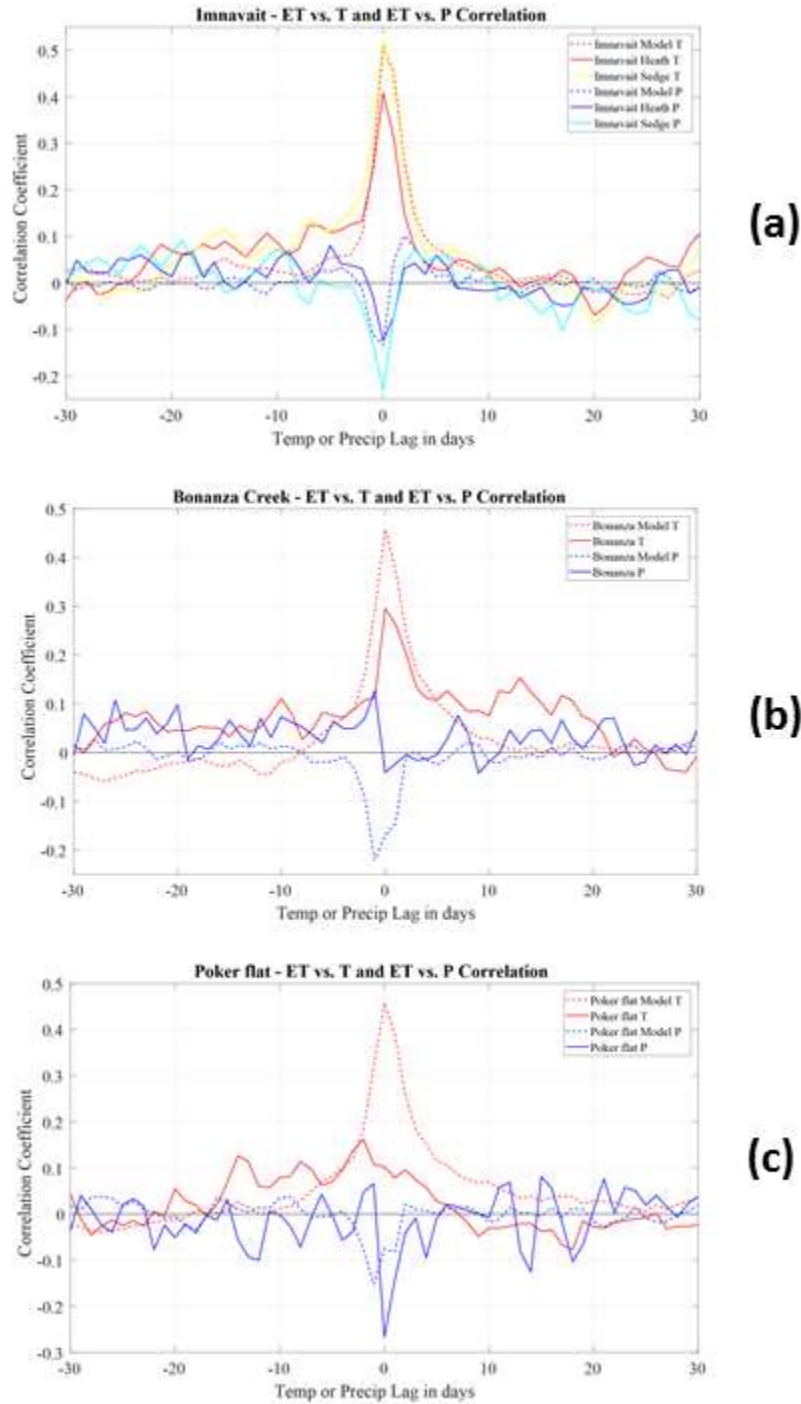 Imnavait - ET vs. T and ET vs. P Correlation
Imnavait Model T
Imnavait Heath T
Imnavait Sedge T
Imnavait Model P
Imnavait Heath P
Imnavait Sedge P
Correlation Coefficient
0.5
0.4
0.3
0.2
0.1
0
-0.1
-0.2
-30 -20 -10 0 10 20 30
Temp or Precip Lag in days
(a)
Bonanza Creek - ET vs. T and ET vs. P Correlation
Bonanza Model T
Bonanza T
Bonanza Model P
Bonanza P
Correlation Coefficient
0.5
0.4
0.3
0.2
0.1
0
-0.1
-0.2
-30 -20 -10 0 10 20 30
Temp or Precip Lag in days
(b)
Poker flat - ET vs. T and ET vs. P Correlation
Poker flat Model T
Poker flat T
Poker flat Model P
Poker flat P
Correlation Coefficient
0.5
0.4
0.3
0.2
0.1
0
-0.1
-0.2
-0.3
-30 -20 -10 0 10 20 30
Temp or Precip Lag in days
(c)